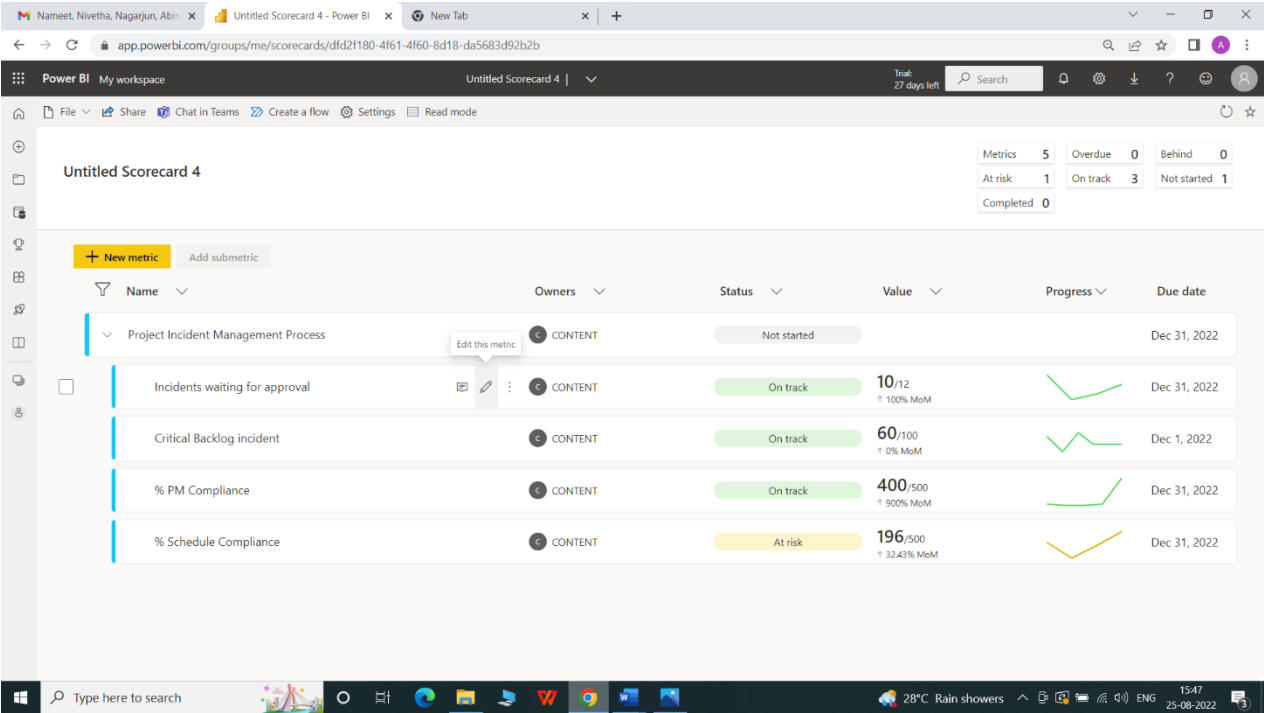 Nameet, Nivetha, Nagarjun, Abira
Untitled Scorecard 4 - Power BI
New Tab
app.powerbi.com/groups/me/scorecards/dfd2f180-4f61-4f60-8d18-da5683d92b2b
A
Power BI My workspace
Untitled Scorecard 4
Trial:
27 days left
Search
File
Share
Chat in Teams
Create a flow
Settings
Read mode
Untitled Scorecard 4
Metrics 5
Overdue 0
Behind 0
At risk 1
On track 3
Not started 1
Completed 0
+ New metric
Add submetric
Name
Owners
Status
Value
Progress
Due date
Project Incident Management Process
C CONTENT
Not started
Dec 31, 2022
Edit this metric
Incidents waiting for approval
C CONTENT
On track
10/12
↑ 100% MoM
Dec 31, 2022
Critical Backlog incident
C CONTENT
On track
60/100
↑ 0% MoM
Dec 1, 2022
% PM Compliance
C CONTENT
On track
400/500
↑ 900% MoM
Dec 31, 2022
% Schedule Compliance
C CONTENT
At risk
196/500
↑ 32.43% MoM
Dec 31, 2022
Type here to search
28°C Rain showers
ENG
15:47
25-08-2022
3